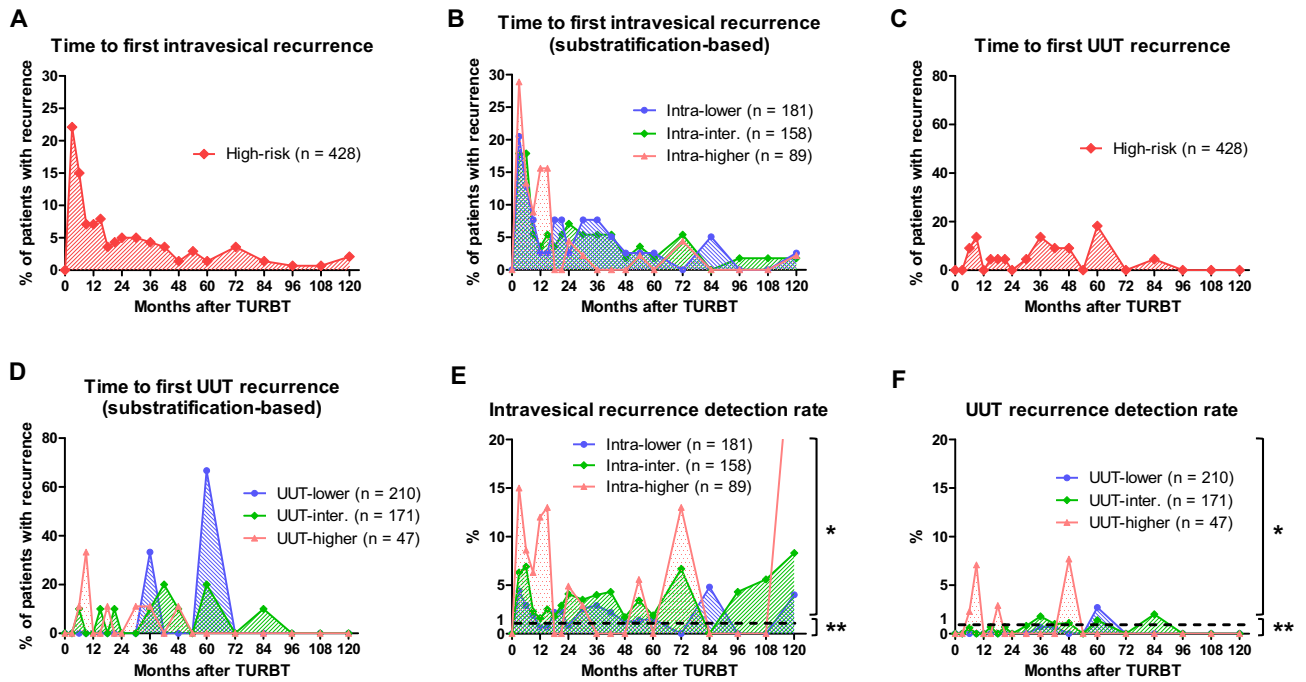 A
Time to first intravesical recurrence
% of patients with recurrence
30
25
20
15
10
5
0
High-risk (n = 428)
0 12 24 36 48 60 72 84 96 108 120
Months after TURBT
B
Time to first intravesical recurrence
(substratification-based)
% of patients with recurrence
30
25
20
15
10
5
0
Intra-lower (n = 181)
Intra-inter. (n = 158)
Intra-higher (n = 89)
0 12 24 36 48 60 72 84 96 108 120
Months after TURBT
C
Time to first UUT recurrence
% of patients with recurrence
80
60
40
20
0
High-risk (n = 428)
0 12 24 36 48 60 72 84 96 108 120
Months after TURBT
D
Time to first UUT recurrence
(substratification-based)
% of patients with recurrence
80
60
40
20
0
UUT-lower (n = 210)
UUT-inter. (n = 171)
UUT-higher (n = 47)
0 12 24 36 48 60 72 84 96 108 120
Months after TURBT
E
Intravesical recurrence detection rate
%
20
15
10
5
1
0
Intra-lower (n = 181)
Intra-inter. (n = 158)
Intra-higher (n = 89)
*
**
0 12 24 36 48 60 72 84 96 108 120
Months after TURBT
F
UUT recurrence detection rate
%
20
15
10
5
1
0
UUT-lower (n = 210)
UUT-inter. (n = 171)
UUT-higher (n = 47)
*
**
0 12 24 36 48 60 72 84 96 108 120
Months after TURBT